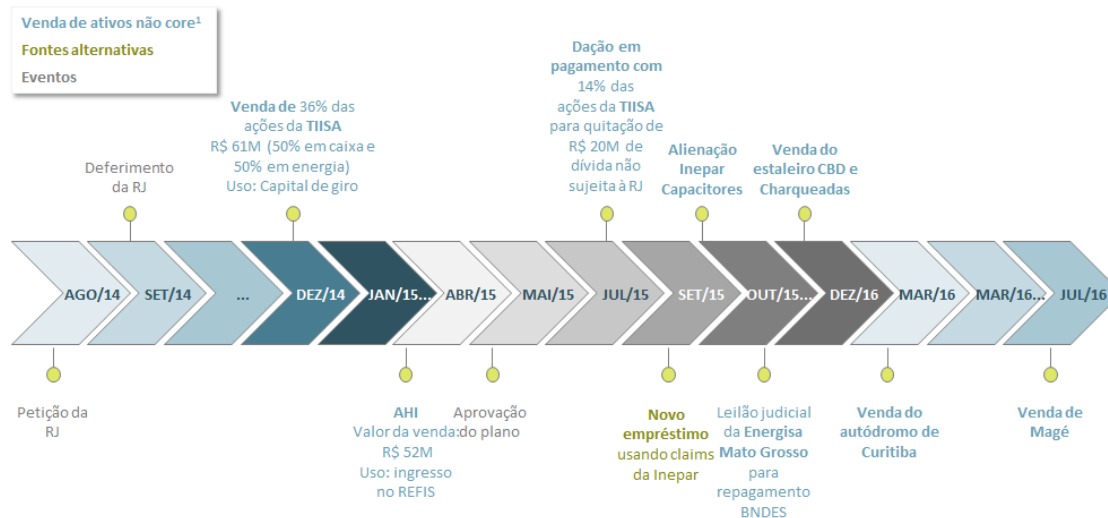 Venda de ativos não core¹
Fontes alternativas
Eventos
Deferimento
da RJ
Venda de 36% das
ações da TIISA
R$ 61M (50% em caixa e
50% em energia)
Uso: Capital de giro
Dação em
pagamento com
14% das
ações da TIISA
para quitação de
R$ 20M de
dívida não
sujeita à RJ
Alienação
Inepar
Capacitores
Venda do
estaleiro CBD e
Charqueadas
AGO/14
SET/14
...
DEZ/14
JAN/15...
ABR/15
MAI/15
JUL/15
SET/15
OUT/15...
DEZ/16
MAR/16
MAR/16...
JUL/16
Petição da
RJ
AHI
Valor da venda:
R$ 52M
Uso: ingresso
no REFIS
Aprovação
do plano
Novo
empréstimo
usando claims
da Inepar
Leilão judicial
da Energisa
Mato Grosso
para
repagamento
BNDES
Venda do
autódromo de
Curitiba
Venda de
Magé